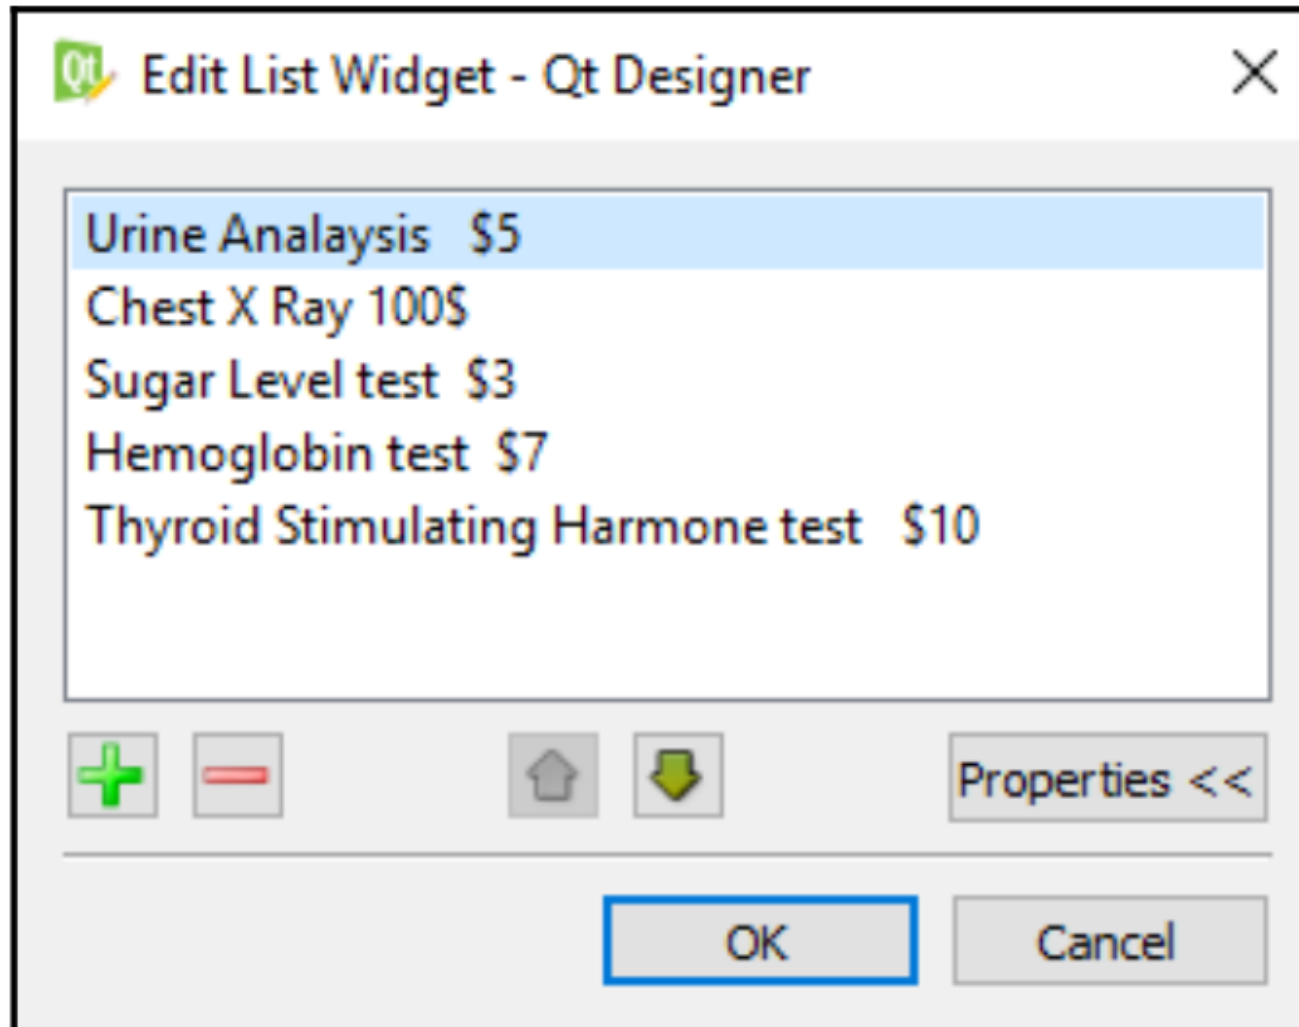 Qt Edit List Widget - Qt Designer
Urine Analaysis   $5
Chest X Ray 100$
Sugar Level test  $3
Hemoglobin test  $7
Thyroid Stimulating Harmone test   $10
Properties <<
OK Cancel